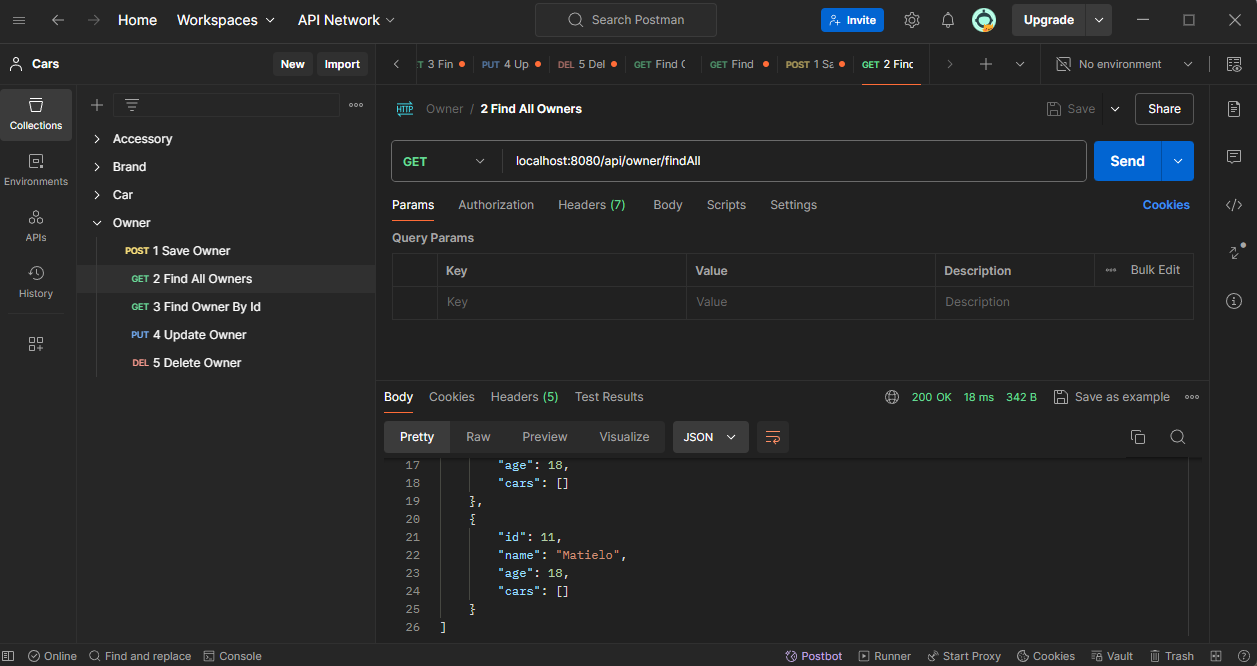 Home Workspaces API Network Search Postman Invite Upgrade
Cars New Import
T 3 Fin PUT 4 Up DEL 5 Del GET Find GET Find POST 1 Sa GET 2 Find No environment
Collections
Environments
APIs
History
Accessory
Brand
Car
Owner
POST 1 Save Owner
GET 2 Find All Owners
GET 3 Find Owner By Id
PUT 4 Update Owner
DEL 5 Delete Owner
HTTP Owner / 2 Find All Owners Save Share
GET localhost:8080/api/owner/findAll Send
Params Authorization Headers (7) Body Scripts Settings Cookies
Query Params
Key Value Description Bulk Edit
Key Value Description
Body Cookies Headers (5) Test Results 200 OK 18 ms 342 B Save as example
Pretty Raw Preview Visualize JSON
17 "age": 18,
18 "cars": []
19 },
20 {
21 "id": 11,
22 "name": "Matielo",
23 "age": 18,
24 "cars": []
25 }
26 ]
Online Find and replace Console Postbot Runner Start Proxy Cookies Vault Trash